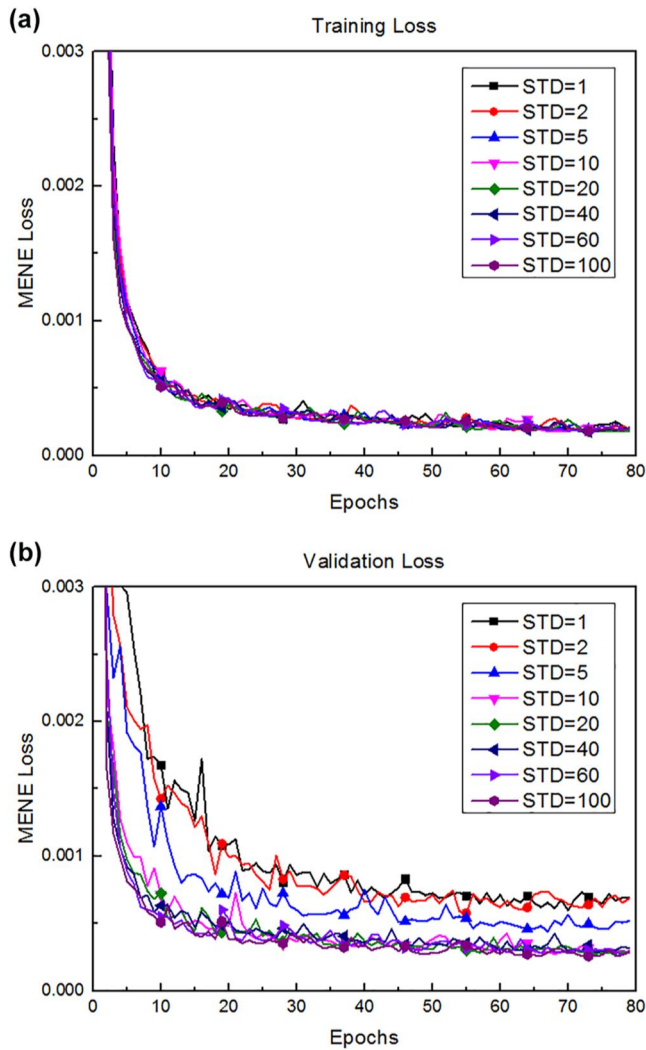 (a)
Training Loss
0.003
0.002
0.001
0.000
MENE Loss
STD=1
STD=2
STD=5
STD=10
STD=20
STD=40
STD=60
STD=100
0 10 20 30 40 50 60 70 80
Epochs
(b)
Validation Loss
0.003
0.002
0.001
0.000
MENE Loss
STD=1
STD=2
STD=5
STD=10
STD=20
STD=40
STD=60
STD=100
0 10 20 30 40 50 60 70 80
Epochs